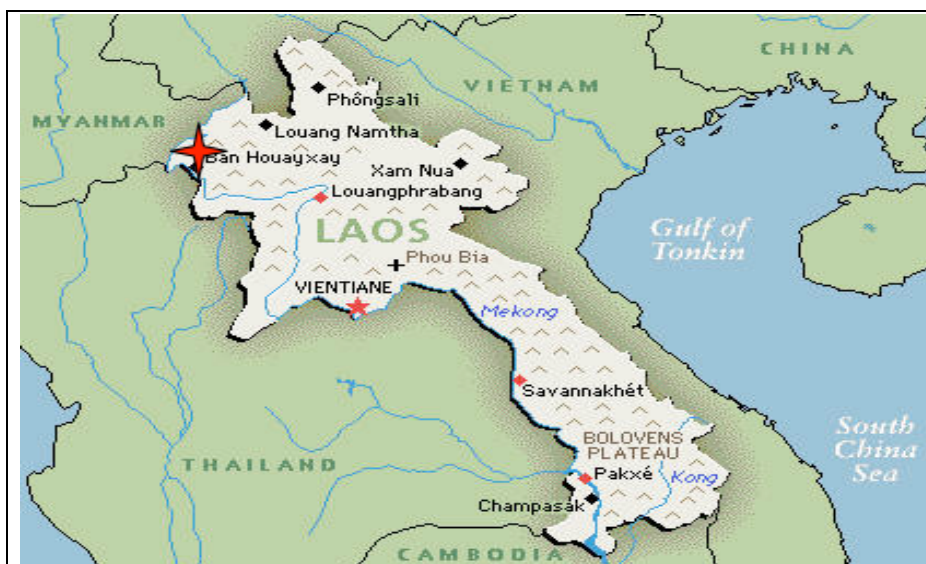 CHINA
VIETNAM
Phôngsali
MYANMAR
Louang Namtha
Ban Houayxay
Xam Nua
Louangphrabang
LAOS
Gulf of
Tonkin
Phou Bia
VIENTIANE
Mekong
Savannakhét
BOLOVENS
PLATEAU
South
China
Sea
THAILAND
Pakxé
Kong
Champasak
CAMBODIA